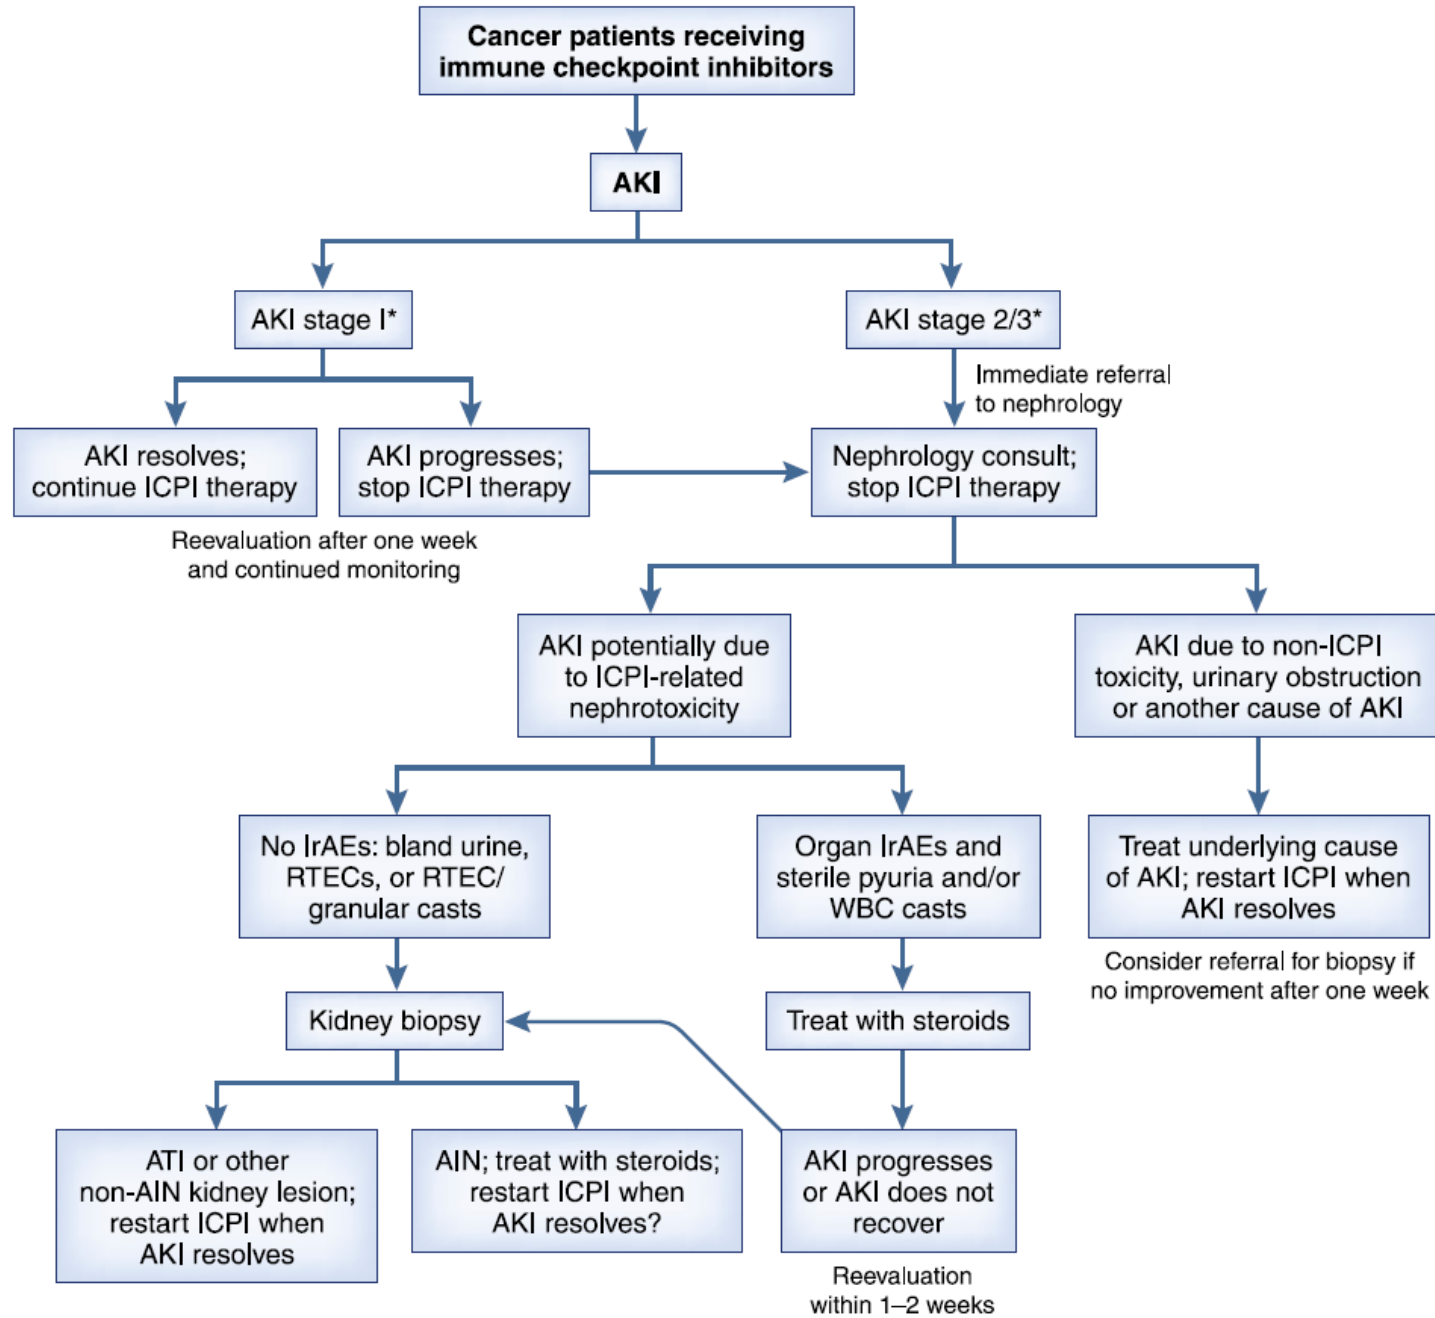 Cancer patients receiving
immune checkpoint inhibitors
AKI
AKI stage I*
AKI stage 2/3*
Immediate referral
to nephrology
AKI resolves;
continue ICPI therapy
AKI progresses;
stop ICPI therapy
Nephrology consult;
stop ICPI therapy
Reevaluation after one week
and continued monitoring
AKI potentially due
to ICPI-related
nephrotoxicity
AKI due to non-ICPI
toxicity, urinary obstruction
or another cause of AKI
No IrAEs: bland urine,
RTECs, or RTEC/
granular casts
Organ IrAEs and
sterile pyuria and/or
WBC casts
Treat underlying cause
of AKI; restart ICPI when
AKI resolves
Consider referral for biopsy if
no improvement after one week
Kidney biopsy
Treat with steroids
ATI or other
non-AIN kidney lesion;
restart ICPI when
AKI resolves
AIN; treat with steroids;
restart ICPI when
AKI resolves?
AKI progresses
or AKI does not
recover
Reevaluation
within 1–2 weeks